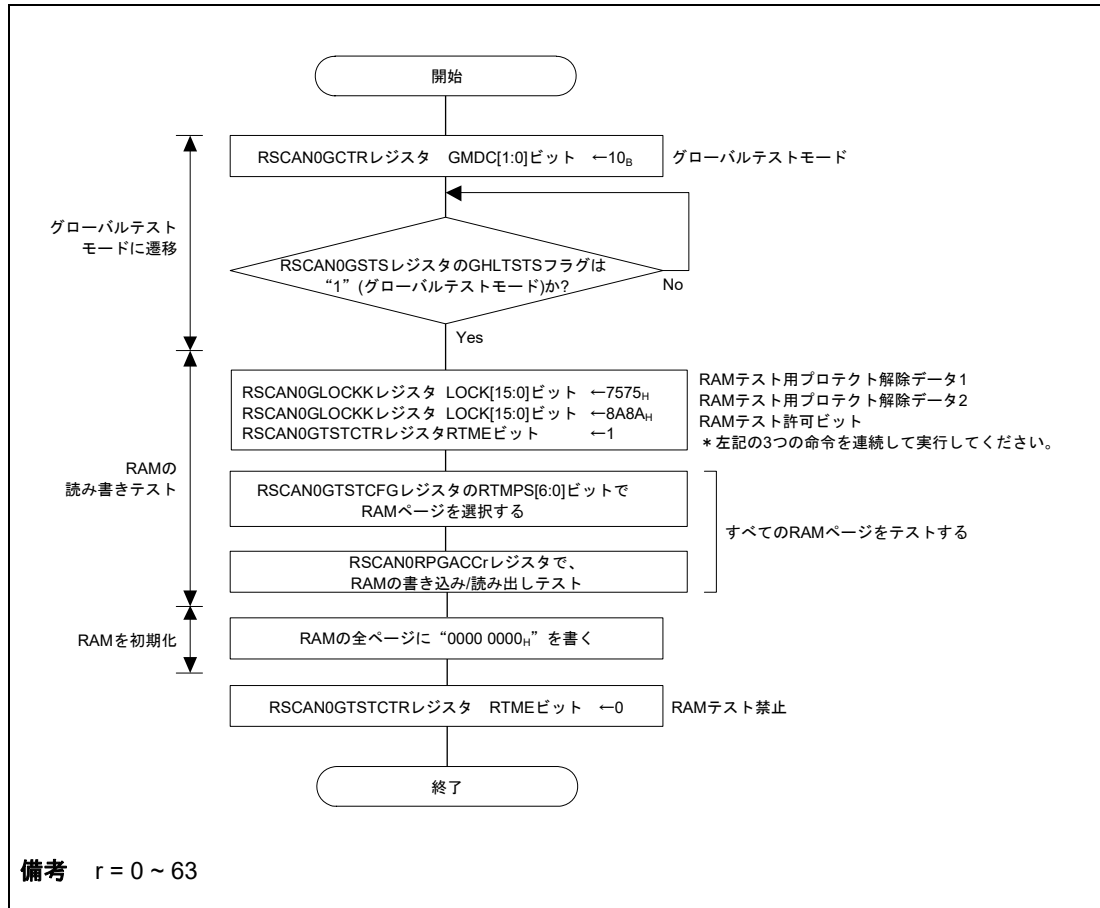 開始
RSCAN0GCTRレジスタ GMDC[1:0]ビット ←10B
グローバルテストモード
グローバルテスト
モードに遷移
RSCAN0GSTSレジスタのGHLTSTSフラグは
“1”(グローバルテストモード)か?
No
Yes
RSCAN0GLOCKKレジスタ LOCK[15:0]ビット ←7575H
RSCAN0GLOCKKレジスタ LOCK[15:0]ビット ←8A8AH
RSCAN0GTSTCTRレジスタRTMEビット ←1
RAMテスト用プロテクト解除データ1
RAMテスト用プロテクト解除データ2
RAMテスト許可ビット
＊左記の3つの命令を連続して実行してください。
RAMの
読み書きテスト
RSCAN0GTSTCFGレジスタのRTMPS[6:0]ビットで
RAMページを選択する
すべてのRAMページをテストする
RSCAN0RPGACCrレジスタで、
RAMの書き込み/読み出しテスト
RAMを初期化
RAMの全ページに“0000 0000H”を書く
RSCAN0GTSTCTRレジスタ RTMEビット ←0
RAMテスト禁止
終了
備考 r = 0 ~ 63